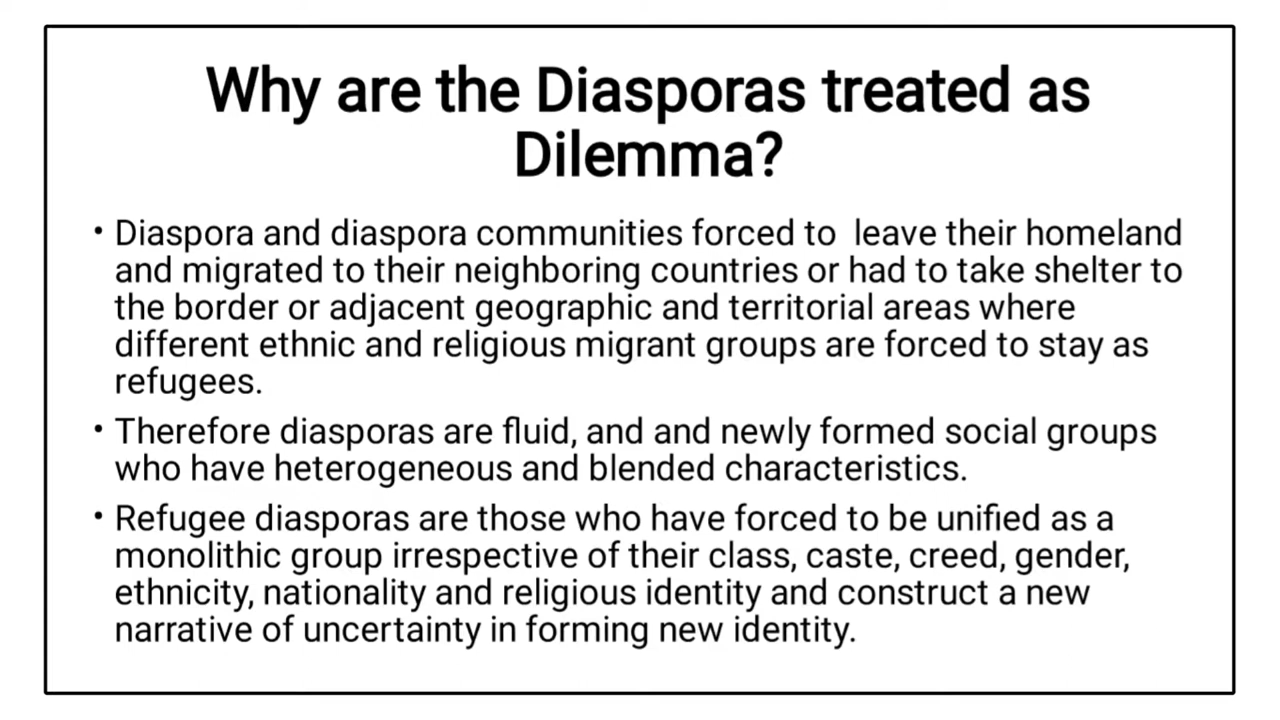 Why are the Diasporas treated as
Dilemma?
• Diaspora and diaspora communities forced to  leave their homeland
and migrated to their neighboring countries or had to take shelter to
the border or adjacent geographic and territorial areas where
different ethnic and religious migrant groups are forced to stay as
refugees.
• Therefore diasporas are fluid, and and newly formed social groups
who have heterogeneous and blended characteristics.
• Refugee diasporas are those who have forced to be unified as a
monolithic group irrespective of their class, caste, creed, gender,
ethnicity, nationality and religious identity and construct a new
narrative of uncertainty in forming new identity.